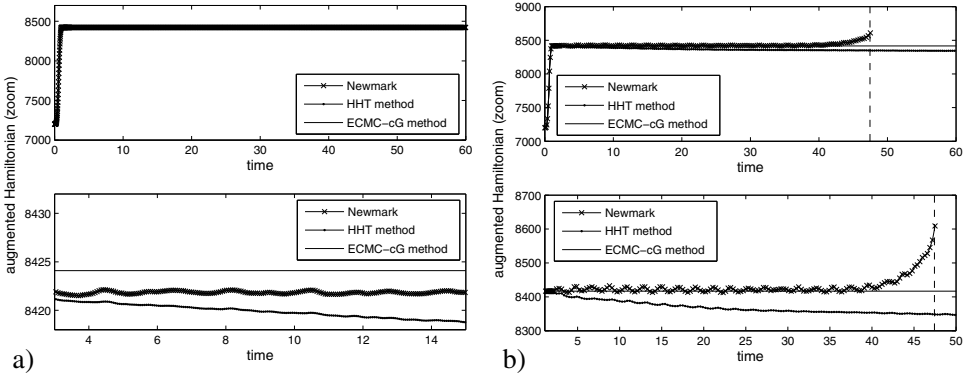 augmented Hamiltonian (zoom)
8500
8000
7500
7000
0 10 20 30 40 50 60
time
Newmark
HHT method
ECMC−cG method
8430
8425
8420
4 6 8 10 12 14
time
Newmark
HHT method
ECMC−cG method
a)
augmented Hamiltonian (zoom)
9000
8500
8000
7500
7000
0 10 20 30 40 50 60
time
Newmark
HHT method
ECMC−cG method
8700
8600
8500
8400
8300
5 10 15 20 25 30 35 40 45 50
time
Newmark
HHT method
ECMC−cG method
b)